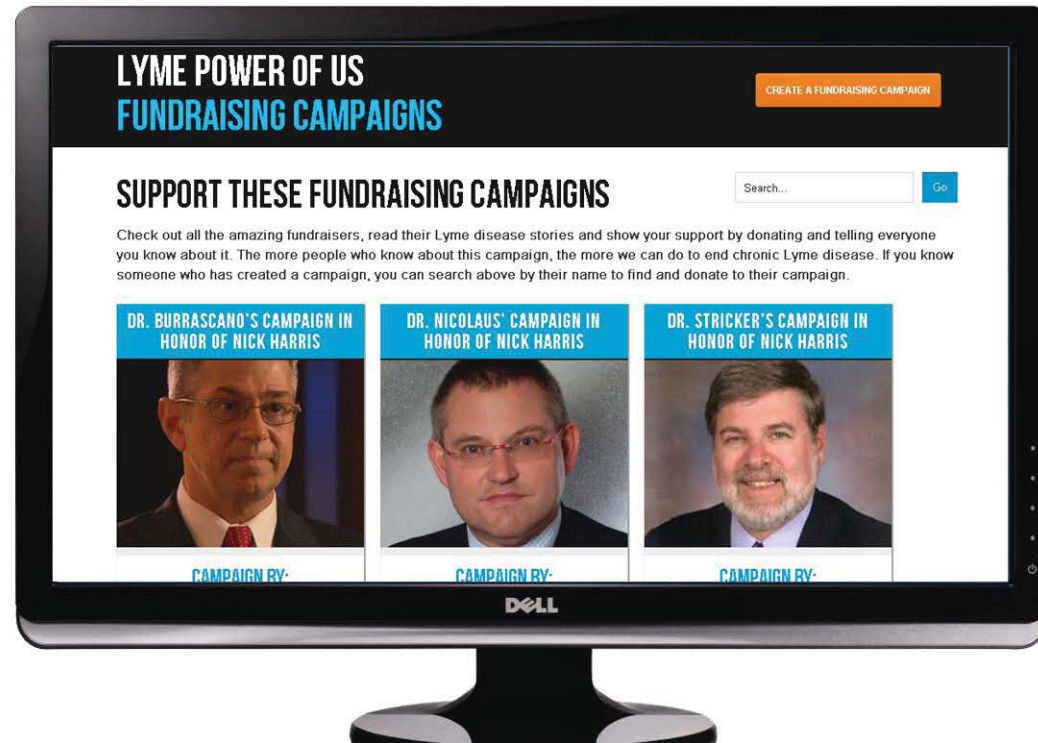 LYME POWER OF US
FUNDRAISING CAMPAIGNS
CREATE A FUNDRAISING CAMPAIGN
SUPPORT THESE FUNDRAISING CAMPAIGNS
Search...
Go
Check out all the amazing fundraisers, read their Lyme disease stories and show your support by donating and telling everyone
you know about it. The more people who know about this campaign, the more we can do to end chronic Lyme disease. If you know
someone who has created a campaign, you can search above by their name to find and donate to their campaign.
DR. BURRASCANO'S CAMPAIGN IN
HONOR OF NICK HARRIS
DR. NICOLAUS' CAMPAIGN IN
HONOR OF NICK HARRIS
DR. STRICKER'S CAMPAIGN IN
HONOR OF NICK HARRIS
CAMPAIGN BY:
CAMPAIGN BY:
CAMPAIGN BY:
DELL